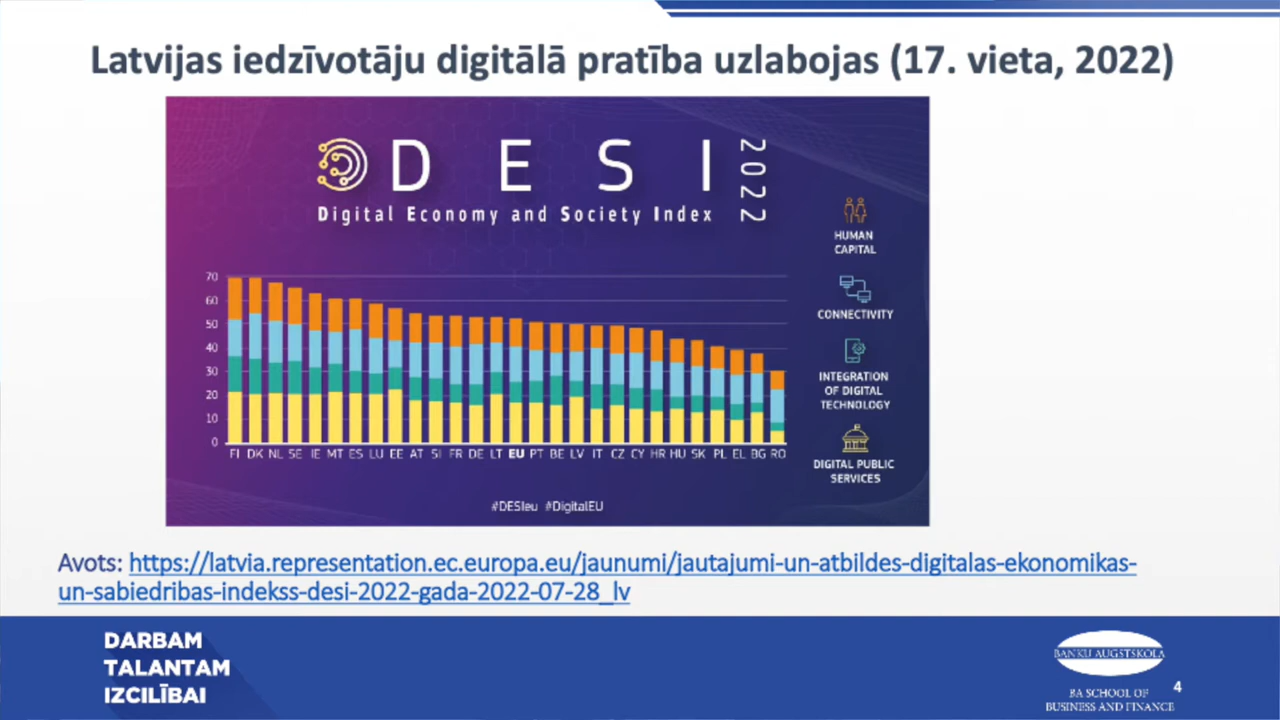 Latvijas iedzīvotāju digitālā pratība uzlabojas (17. vieta, 2022)
D E S I 2022
Digital Economy and Society Index
HUMAN
CAPITAL
CONNECTIVITY
INTEGRATION
OF DIGITAL
TECHNOLOGY
DIGITAL PUBLIC
SERVICES
70
60
50
40
30
20
10
0
FI DK NL SE IE MT ES LU EE AT SI FR DE LT EU PT BE LV IT CZ CY HR HU SK PL EL BG RO
#DESIeu #DigitalEU
Avots: https://latvia.representation.ec.europa.eu/jaunumi/jautajumi-un-atbildes-digitalas-ekonomikas-
un-sabiedribas-indekss-desi-2022-gada-2022-07-28_lv
DARBAM
TALANTAM
IZCILĪBAI
BANKU AUGSTSKOLA
BA SCHOOL OF
BUSINESS AND FINANCE
4